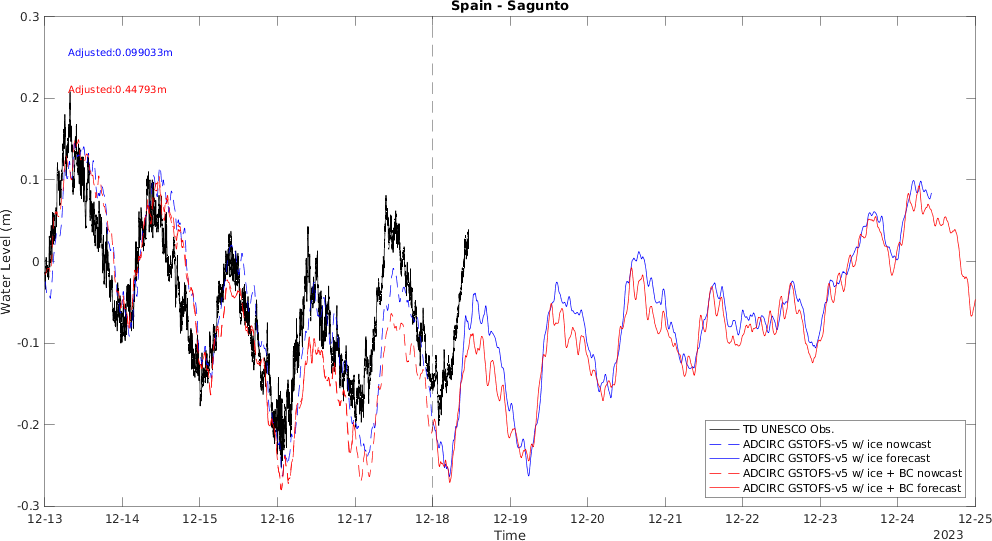 Spain - Sagunto
0.3
Adjusted:0.099033m
Adjusted:0.44793m
0.2
0.1
0
-0.1
-0.2
-0.3
Water Level (m)
TD UNESCO Obs.
ADCIRC GSTOFS-v5 w/ ice nowcast
ADCIRC GSTOFS-v5 w/ ice forecast
ADCIRC GSTOFS-v5 w/ ice + BC nowcast
ADCIRC GSTOFS-v5 w/ ice + BC forecast
12-13 12-14 12-15 12-16 12-17 12-18 12-19 12-20 12-21 12-22 12-23 12-24 12-25
Time
2023